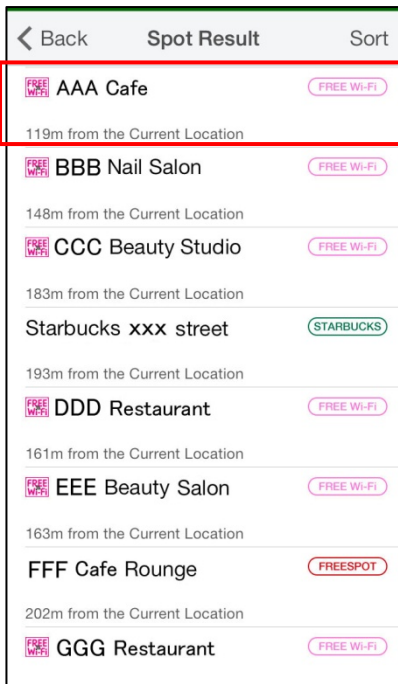 Back Spot Result Sort
FREE Wi-Fi AAA Cafe FREE Wi-Fi
119m from the Current Location
FREE Wi-Fi BBB Nail Salon FREE Wi-Fi
148m from the Current Location
FREE Wi-Fi CCC Beauty Studio FREE Wi-Fi
183m from the Current Location
Starbucks xxx street STARBUCKS
193m from the Current Location
FREE Wi-Fi DDD Restaurant FREE Wi-Fi
161m from the Current Location
FREE Wi-Fi EEE Beauty Salon FREE Wi-Fi
163m from the Current Location
FFF Cafe Rounge FREESPOT
202m from the Current Location
FREE Wi-Fi GGG Restaurant FREE Wi-Fi